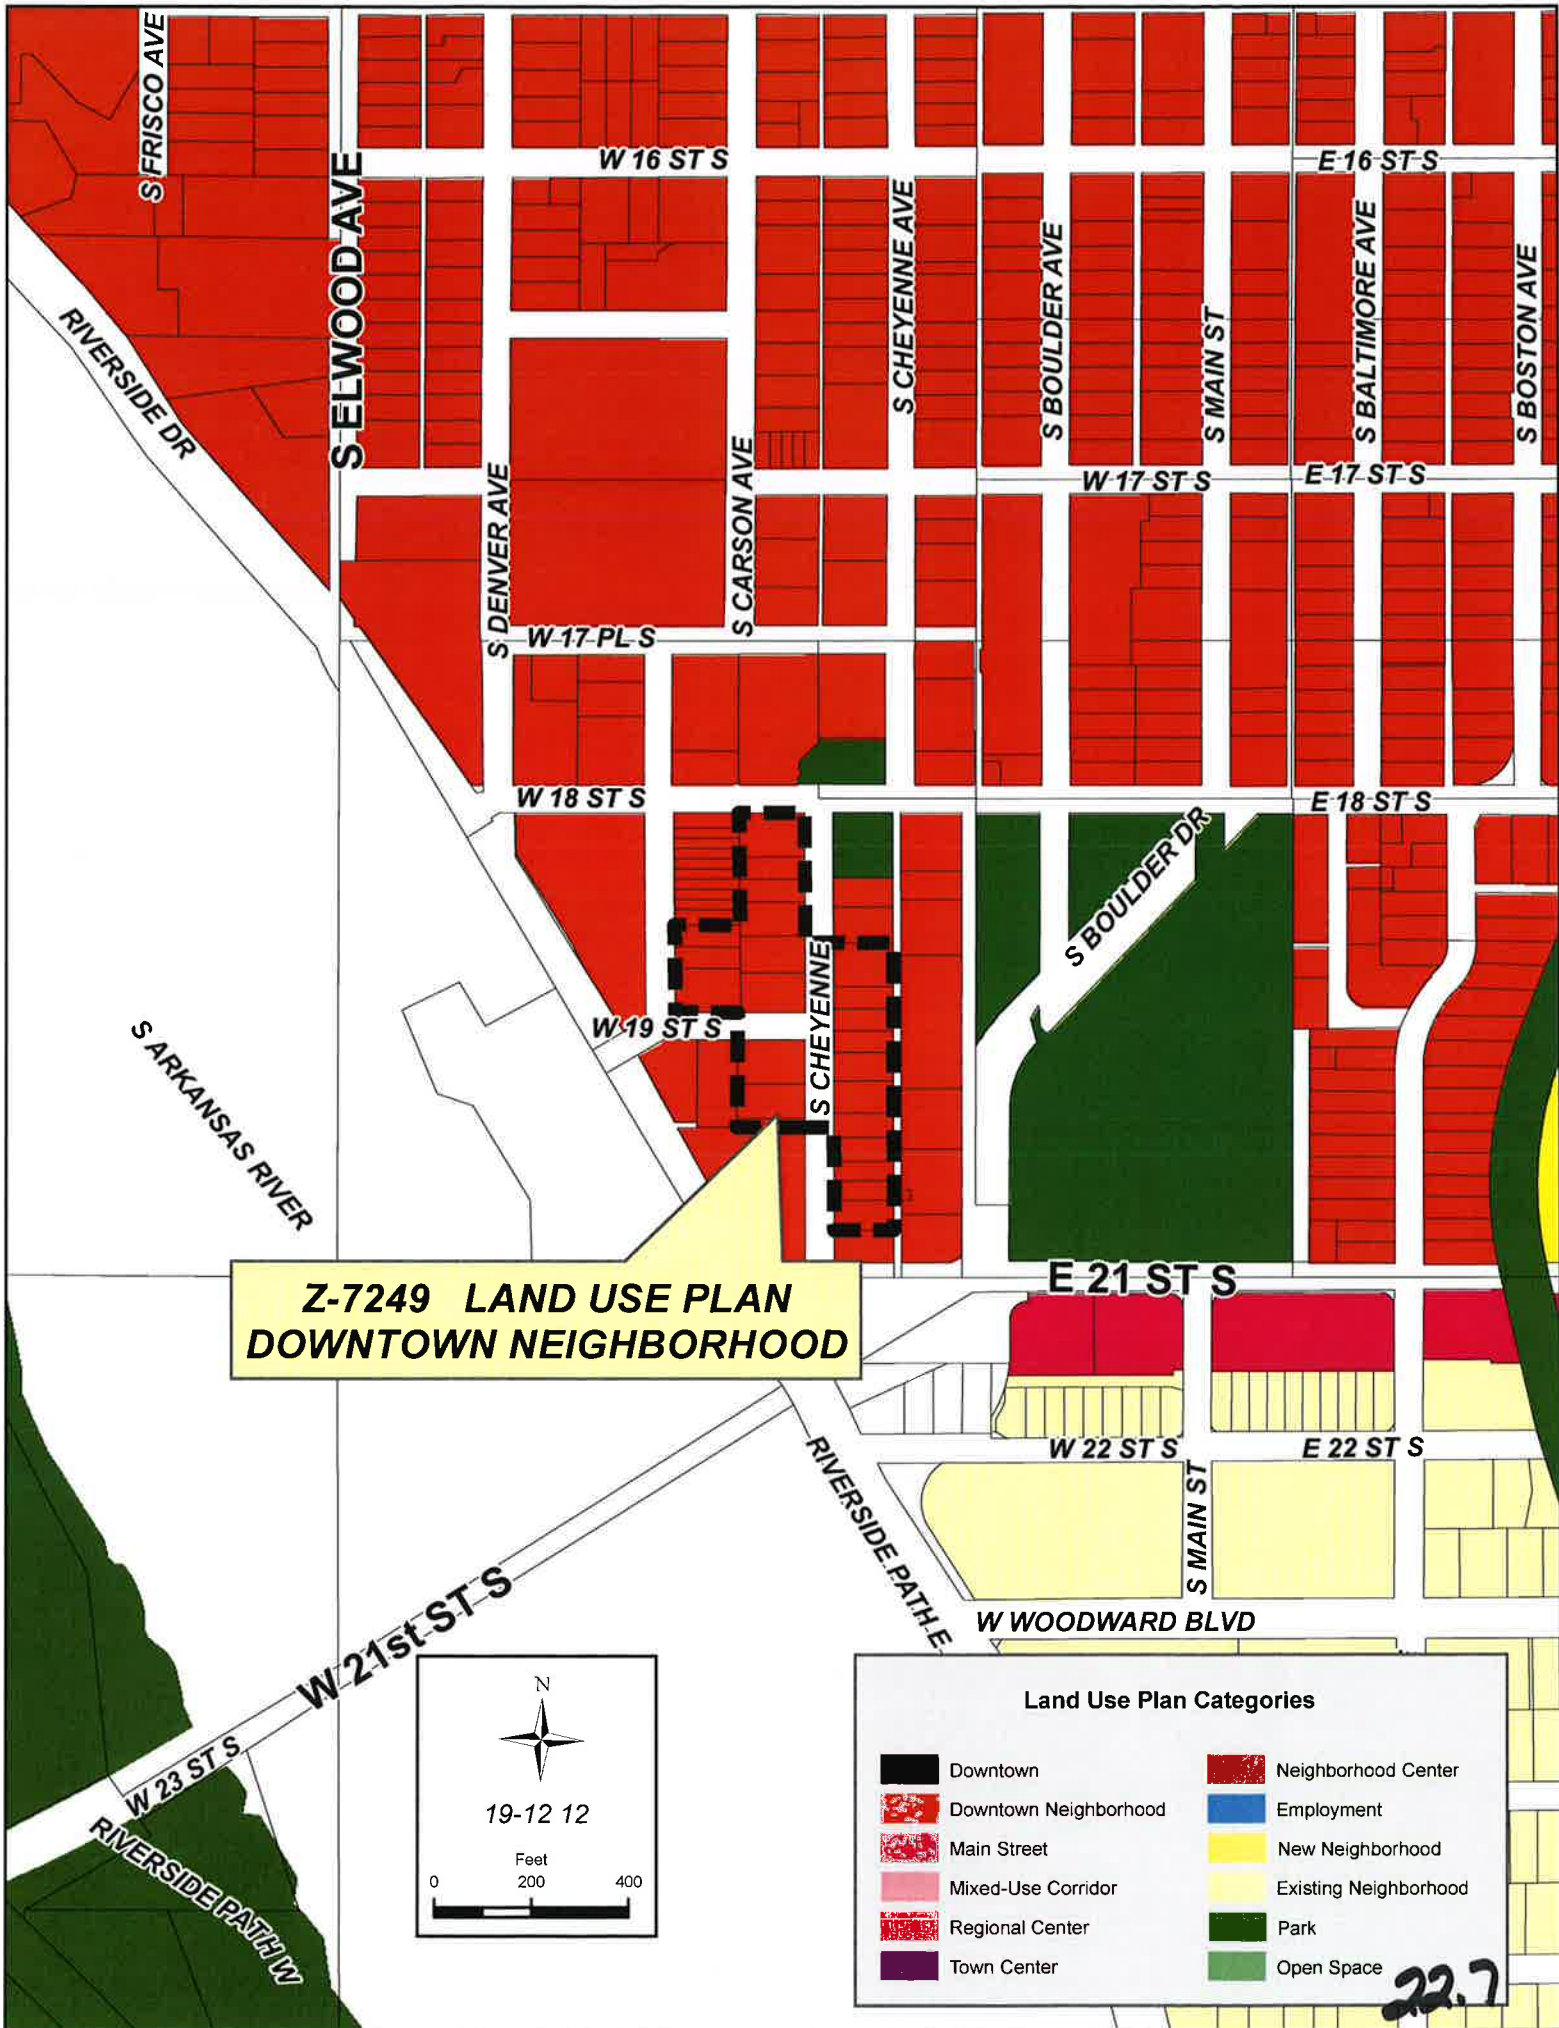 S FRISCO AVE
S ELWOOD AVE
W 16 ST S
E 16 ST S
S CHEYENNE AVE
S BOULDER AVE
S MAIN ST
S BALTIMORE AVE
S BOSTON AVE
RIVERSIDE DR
S DENVER AVE
S CARSON AVE
W 17 ST S
E 17 ST S
W 17 PL S
W 18 ST S
E 18 ST S
S BOULDER DR
S CHEYENNE
W 19 ST S
S ARKANSAS RIVER
Z-7249 LAND USE PLAN
DOWNTOWN NEIGHBORHOOD
E 21 ST S
W 22 ST S
E 22 ST S
S MAIN ST
RIVERSIDE PATH E
W WOODWARD BLVD
W 21st ST S
W 23 ST S
RIVERSIDE PATH W
N
19-12 12
Feet
0 200 400
Land Use Plan Categories
Downtown
Downtown Neighborhood
Main Street
Mixed-Use Corridor
Regional Center
Town Center
Neighborhood Center
Employment
New Neighborhood
Existing Neighborhood
Park
Open Space
22.7